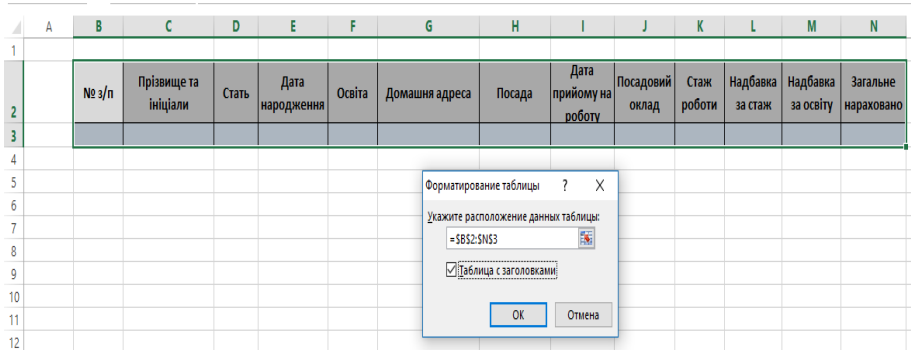 A B C D E F G H I J K L M N
1
2 № з/п Прізвище та ініціали Стать Дата народження Освіта Домашня адреса Посада Дата прийому на роботу Посадовий оклад Стаж роботи Надбавка за стаж Надбавка за освіту Загальне нараховано
3
4
5
Форматирование таблицы ? X
6
Укажите расположение данных таблицы:
7
=$B$2:$N$3
8
9
Таблица с заголовками
10
11
ОК Отмена
12